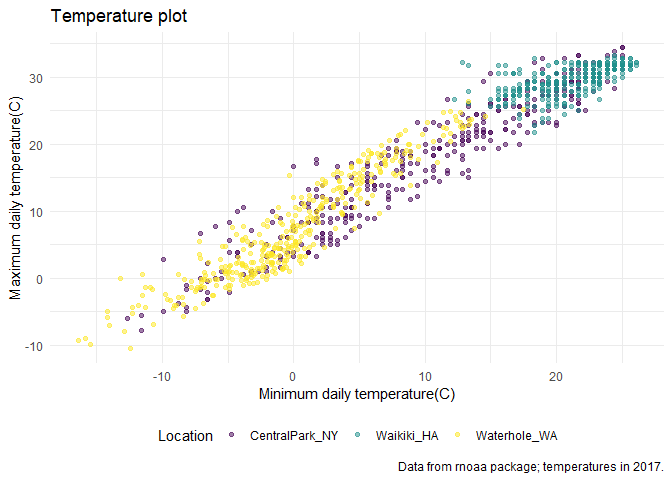 Temperature plot
Maximum daily temperature(C)
30
20
10
0
-10
-10 0 10 20
Minimum daily temperature(C)
Location CentralPark_NY Waikiki_HA Waterhole_WA
Data from rnoaa package; temperatures in 2017.